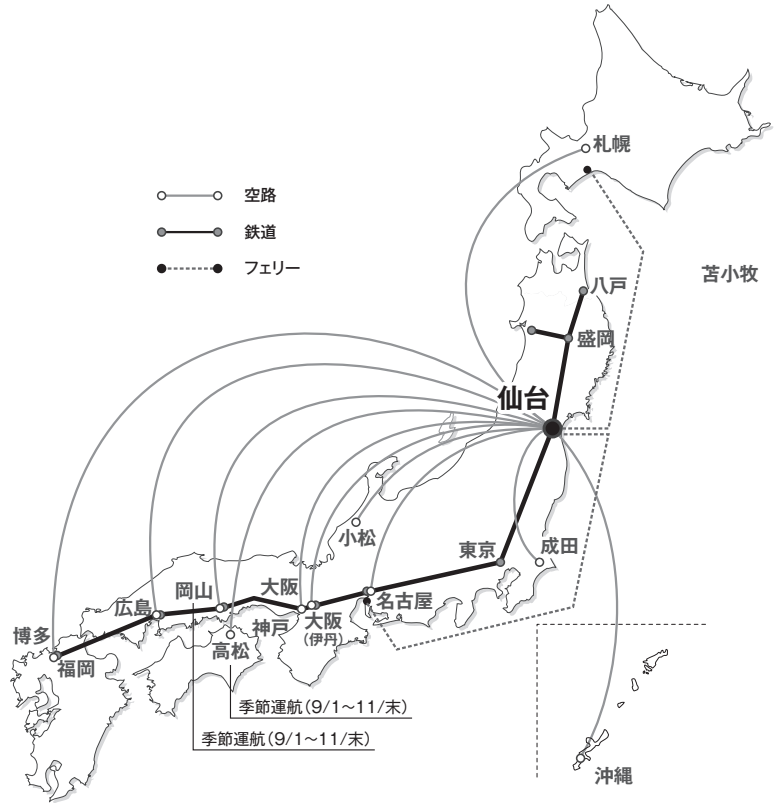 札幌
空路
鉄道
フェリー
苫小牧
八戸
盛岡
仙台
小松
東京
成田
大阪
岡山
広島
名古屋
神戸
大阪
(伊丹)
博多
福岡
高松
季節運航(9/1~11/末)
季節運航(9/1~11/末)
沖縄